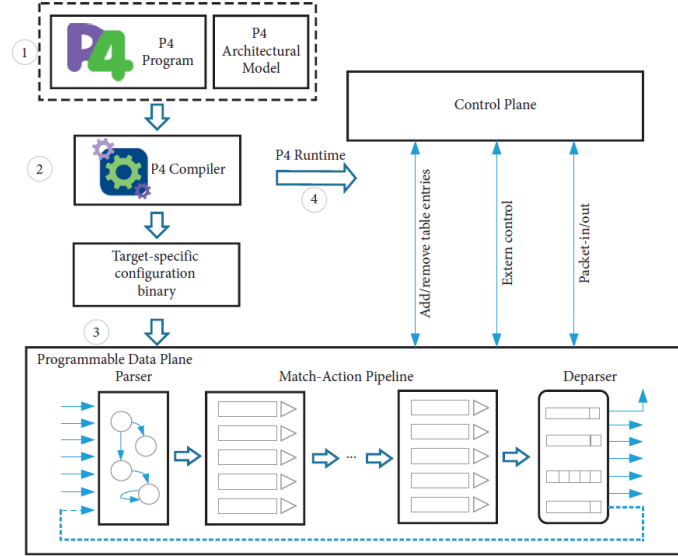 1
P4
P4
Program
P4
Architectural
Model
2
P4 Compiler
P4 Runtime
4
Control Plane
Target-specific
configuration
binary
Add/remove table entries
Extern control
Packet-in/out
3
Programmable Data Plane
Parser
Match-Action Pipeline
Deparser
...